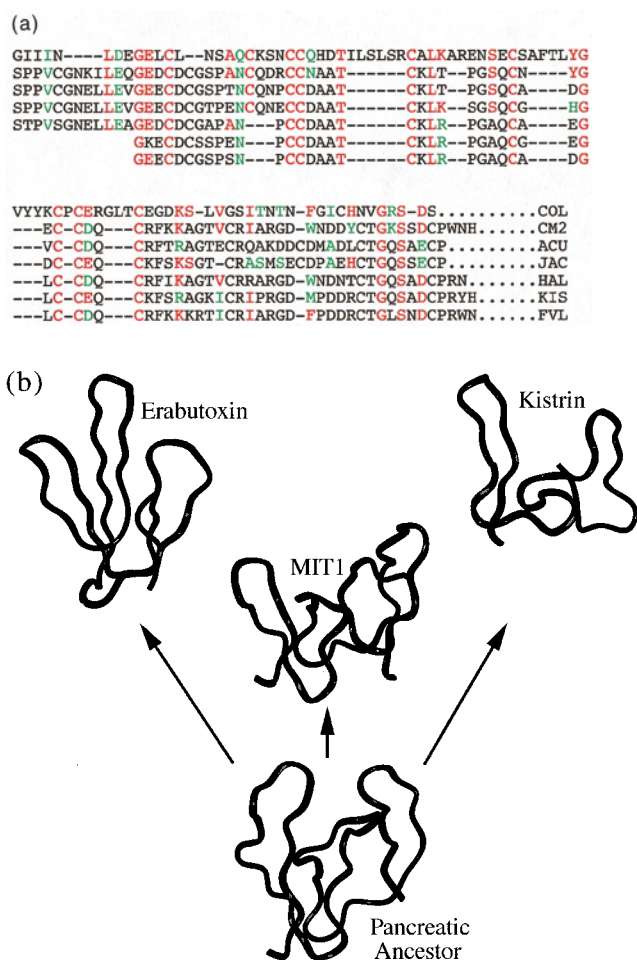 (a)
GIIIN----LDEGELCL--NSAQCKSNCCQHDTILSLSRCALKARENSECSAFTLYG
SPPVCGNKILEQGEDCDCGSPANCQDRCCNAAT------CKLT-PGSQCN----YG
SPPVCGNELLEVGEECDCGSPTNCQNECCDAAT------CKLK-PGSQCA----DG
SPPVCGNELLEVGEECDCGTPENCQNECCDAAT------CKLK-SGSQCG----HG
STPVSGNELLEAGEDCDCGAPAN---PCCDAAT------CKLR-PGAQCA----EG
GKECDCSSPEN---PCCDAAT------CKLR-PGAQCG----EG
GEECDCGSPSN---PCCDAAT------CKLR-PGAQCA----DG
VYYKCPCERGLTCEGDKS-LVGSITNTN-FGICHNVGRS-DS..........COL
---EC-CDQ----CRFKKAGTVCRIARGD-WNDDYCTGKSSDCPWNH......CM2
---VC-CDQ----CRFTRAGTECRQAKDDCDMADLCTGQSAECP.........ACU
---DC-CEQ----CKFSKSGT-CRASMSECDPAEHCTGQSSECP.........JAC
---LC-CDQ----CRFIKAGTVCRRARGD-WNDNTCTGQSADCPRN.......HAL
---LC-CEQ----CKFSRAGKICRIPRGD-MPDDRCTGQSADCPRYH......KIS
---LC-CDQ----CRFKKKRTICRIARGD-FPDDRCTGLSNDCPRWN......FVL
(b)
Erabutoxin
Kistrin
MIT1
Pancreatic
Ancestor